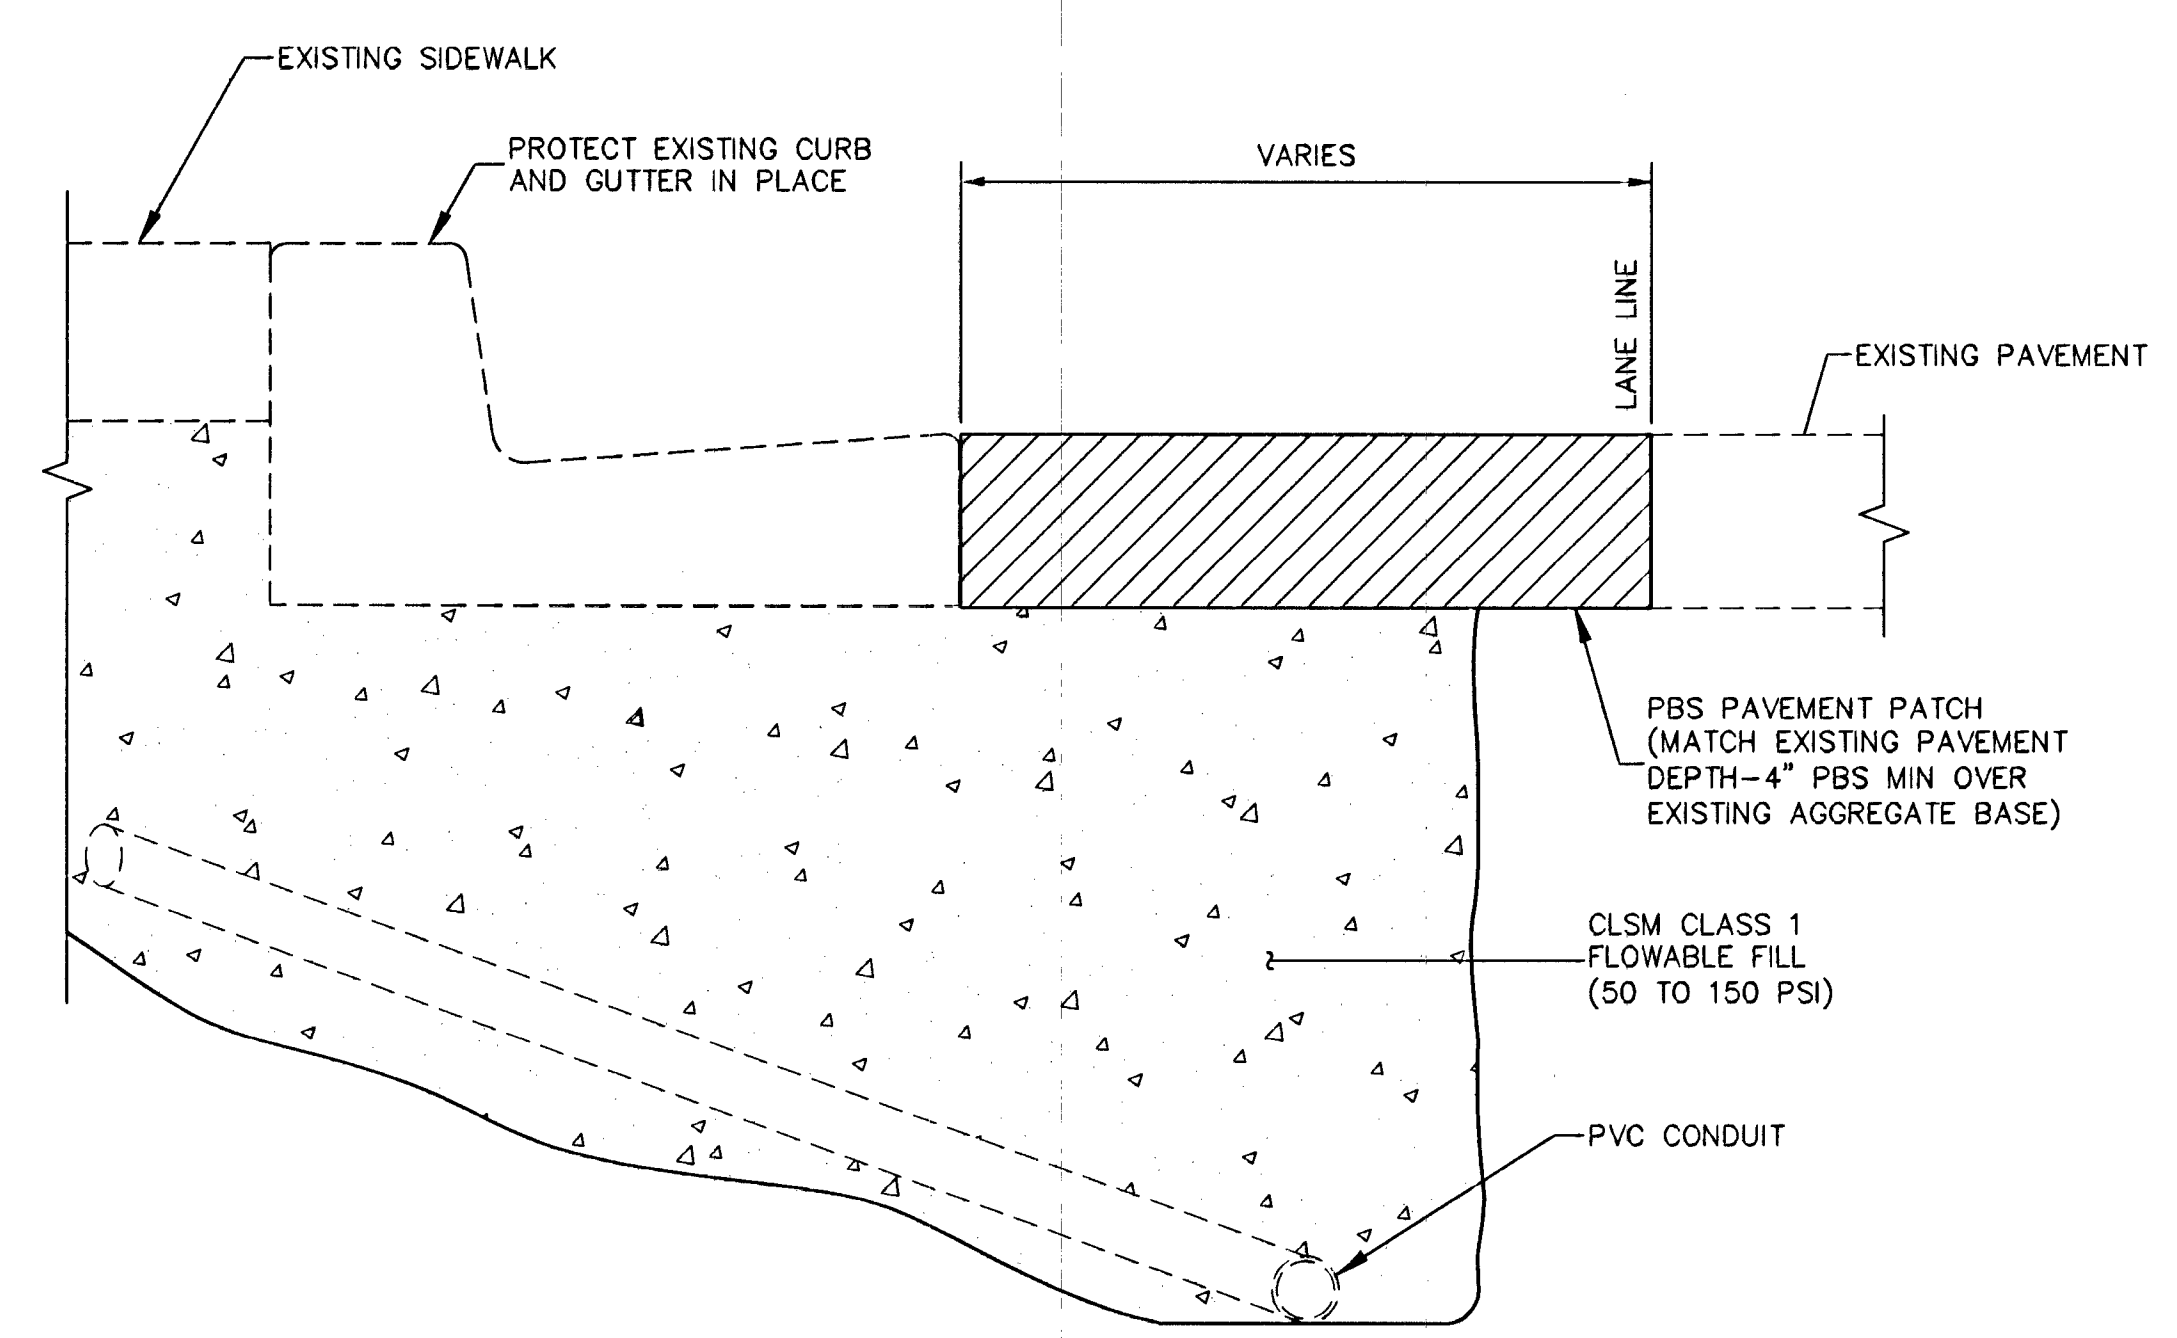 EXISTING SIDEWALK
PROTECT EXISTING CURB
AND GUTTER IN PLACE
VARIES
LANE LINE
EXISTING PAVEMENT
PBS PAVEMENT PATCH
(MATCH EXISTING PAVEMENT
DEPTH-4" PBS MIN OVER
EXISTING AGGREGATE BASE)
CLSM CLASS 1
FLOWABLE FILL
(50 TO 150 PSI)
PVC CONDUIT